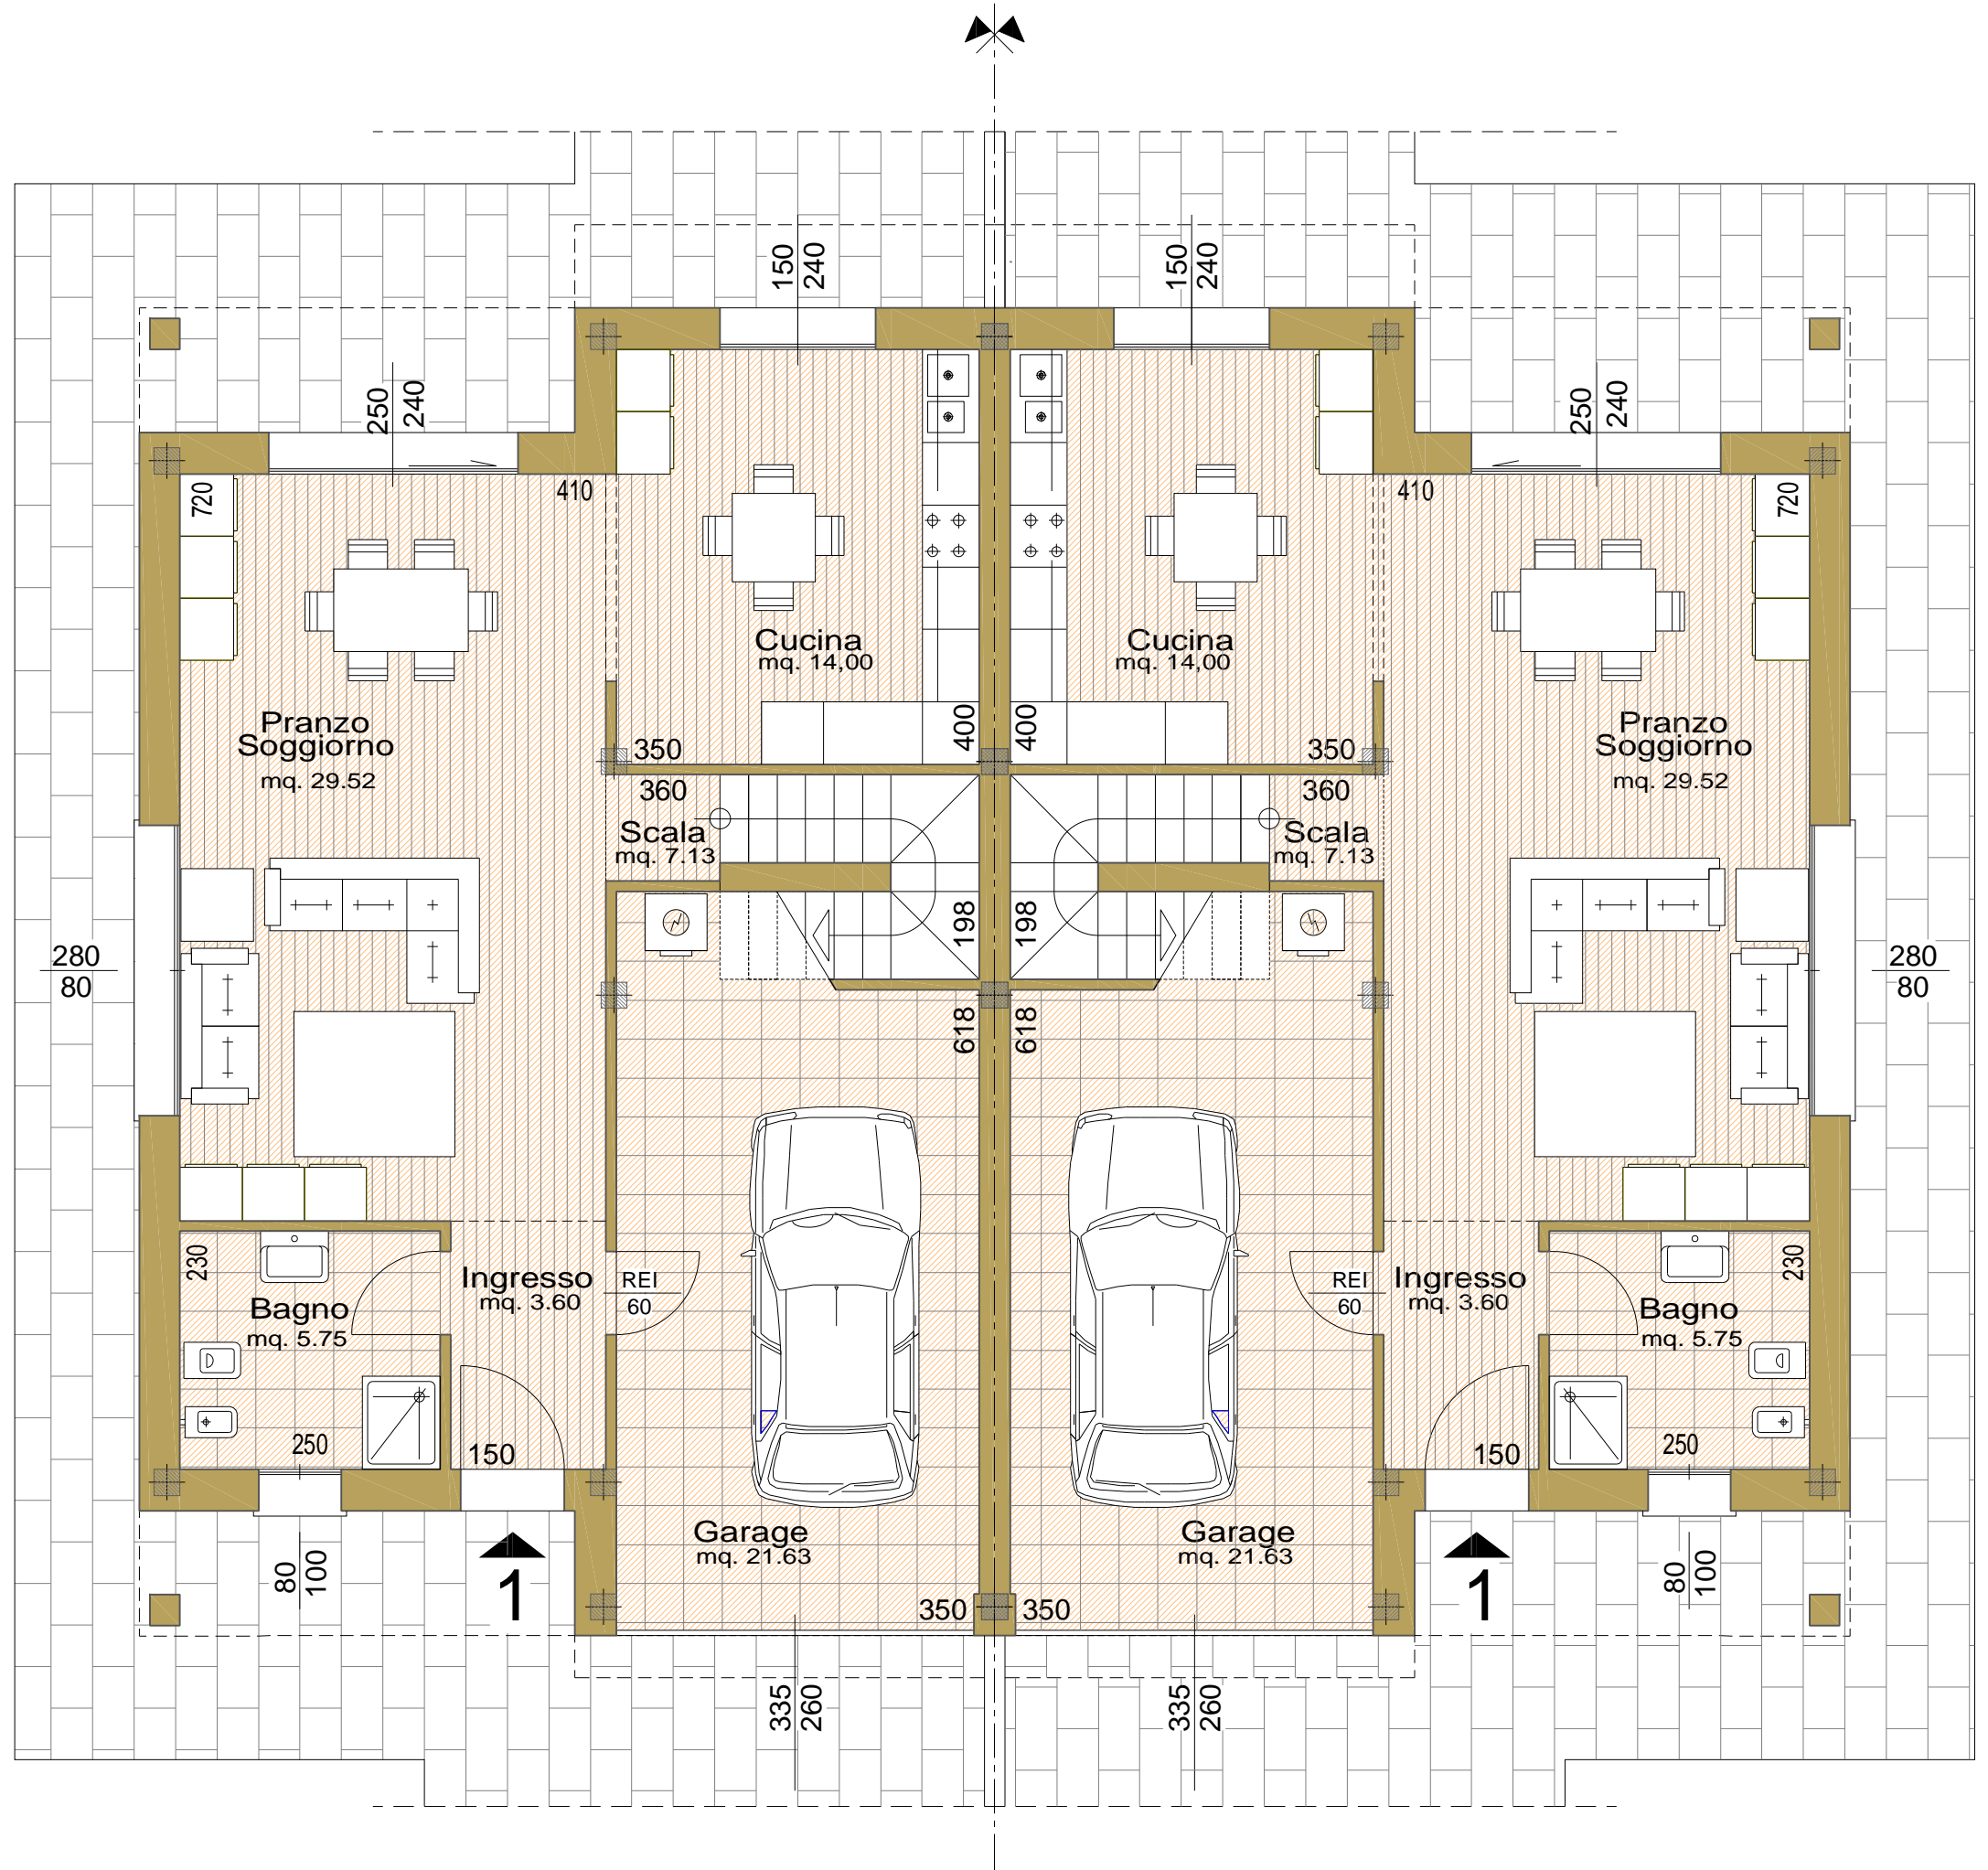 150
240
150
240
250
240
250
240
720
410
410
720
Cucina
mq. 14,00
Cucina
mq. 14,00
Pranzo
Soggiorno
mq. 29.52
Pranzo
Soggiorno
mq. 29.52
350
400
400
350
360
360
Scala
mq. 7.13
Scala
mq. 7.13
198
198
280
80
280
80
618
618
230
230
Ingresso
mq. 3.60
REI
60
REI
60
Ingresso
mq. 3.60
Bagno
mq. 5.75
Bagno
mq. 5.75
250
150
150
250
Garage
mq. 21.63
Garage
mq. 21.63
80
100
1
1
80
100
350
350
335
260
335
260